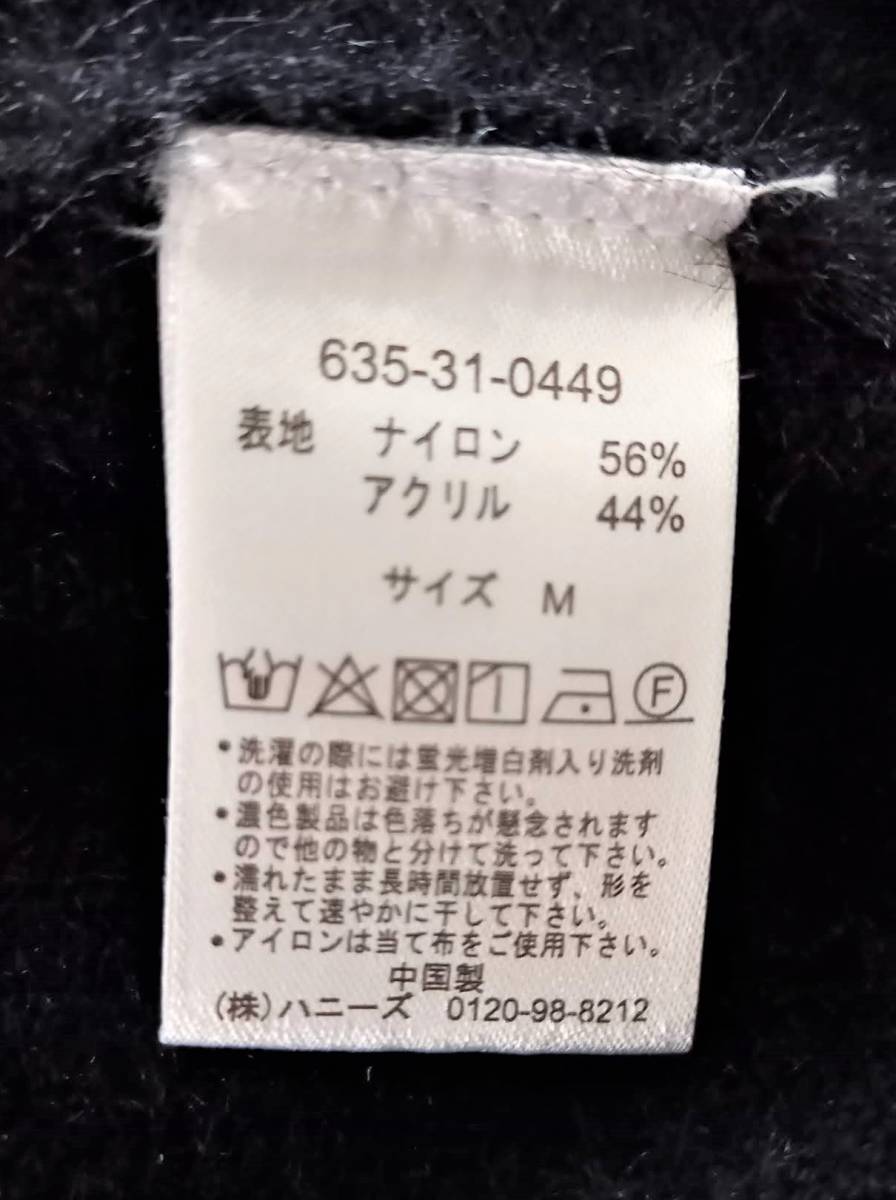 635-31-0449
表地 ナイロン 56%
アクリル 44%
サイズ M
F
•洗濯の際には蛍光増白剤入り洗剤
の使用はお避け下さい。
•濃色製品は色落ちが懸念されます
ので他の物と分けて洗って下さい。
•濡れたまま長時間放置せず、形を
整えて速やかに干して下さい。
•アイロンは当て布をご使用下さい。
中国製
(株)ハニーズ 0120-98-8212